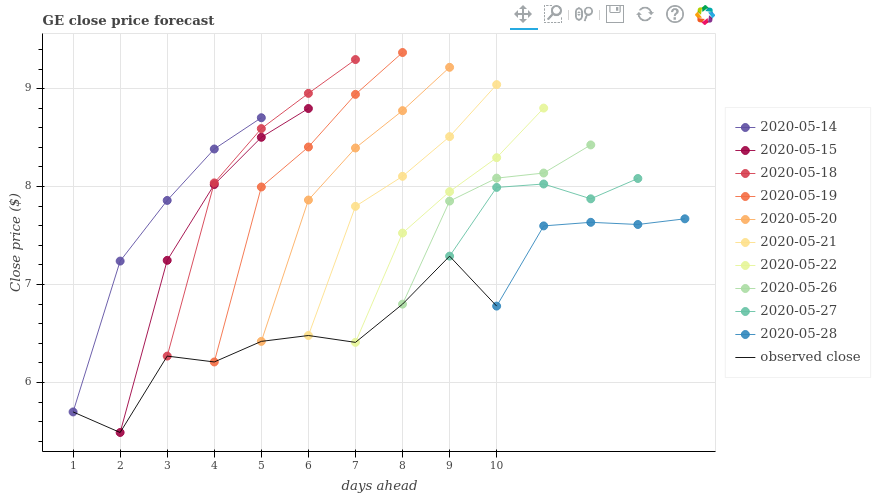 GE close price forecast
Close price ($)
9
8
7
6
1 2 3 4 5 6 7 8 9 10
days ahead
2020-05-14
2020-05-15
2020-05-18
2020-05-19
2020-05-20
2020-05-21
2020-05-22
2020-05-26
2020-05-27
2020-05-28
observed close